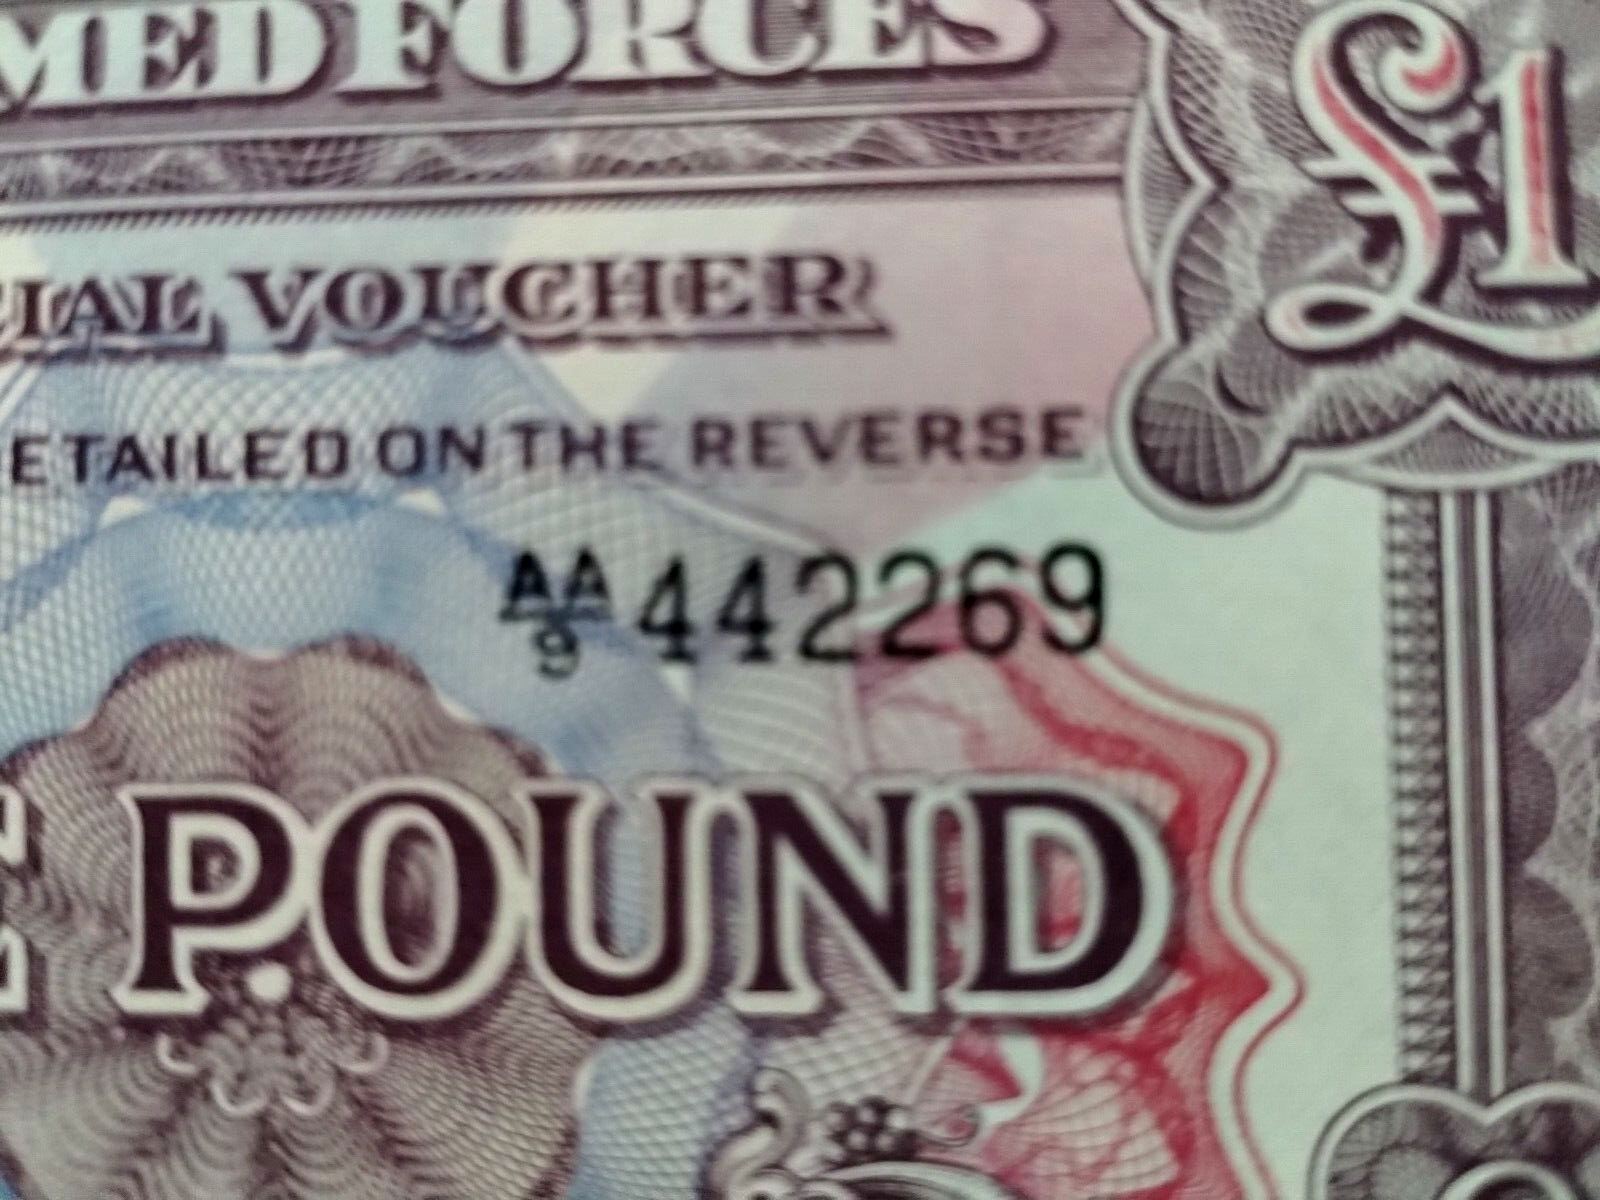 MED FORCES
£1
CIAL VOUCHER
ETAILED ON THE REVERSE
AA/9 442269
E POUND